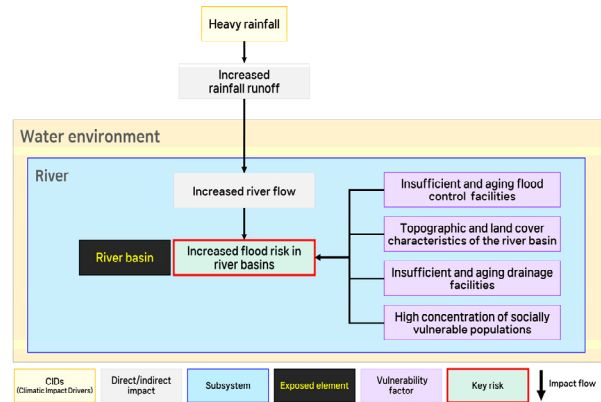 Heavy rainfall
Increased
rainfall runoff
Water environment
River
Increased river flow
River basin
Increased flood risk in
river basins
Insufficient and aging flood
control facilities
Topographic and land cover
characteristics of the river basin
Insufficient and aging drainage
facilities
High concentration of socially
vulnerable populations
CIDs
(Climatic Impact Drivers)
Direct/indirect
impact
Subsystem
Exposed element
Vulnerability
factor
Key risk
Impact flow